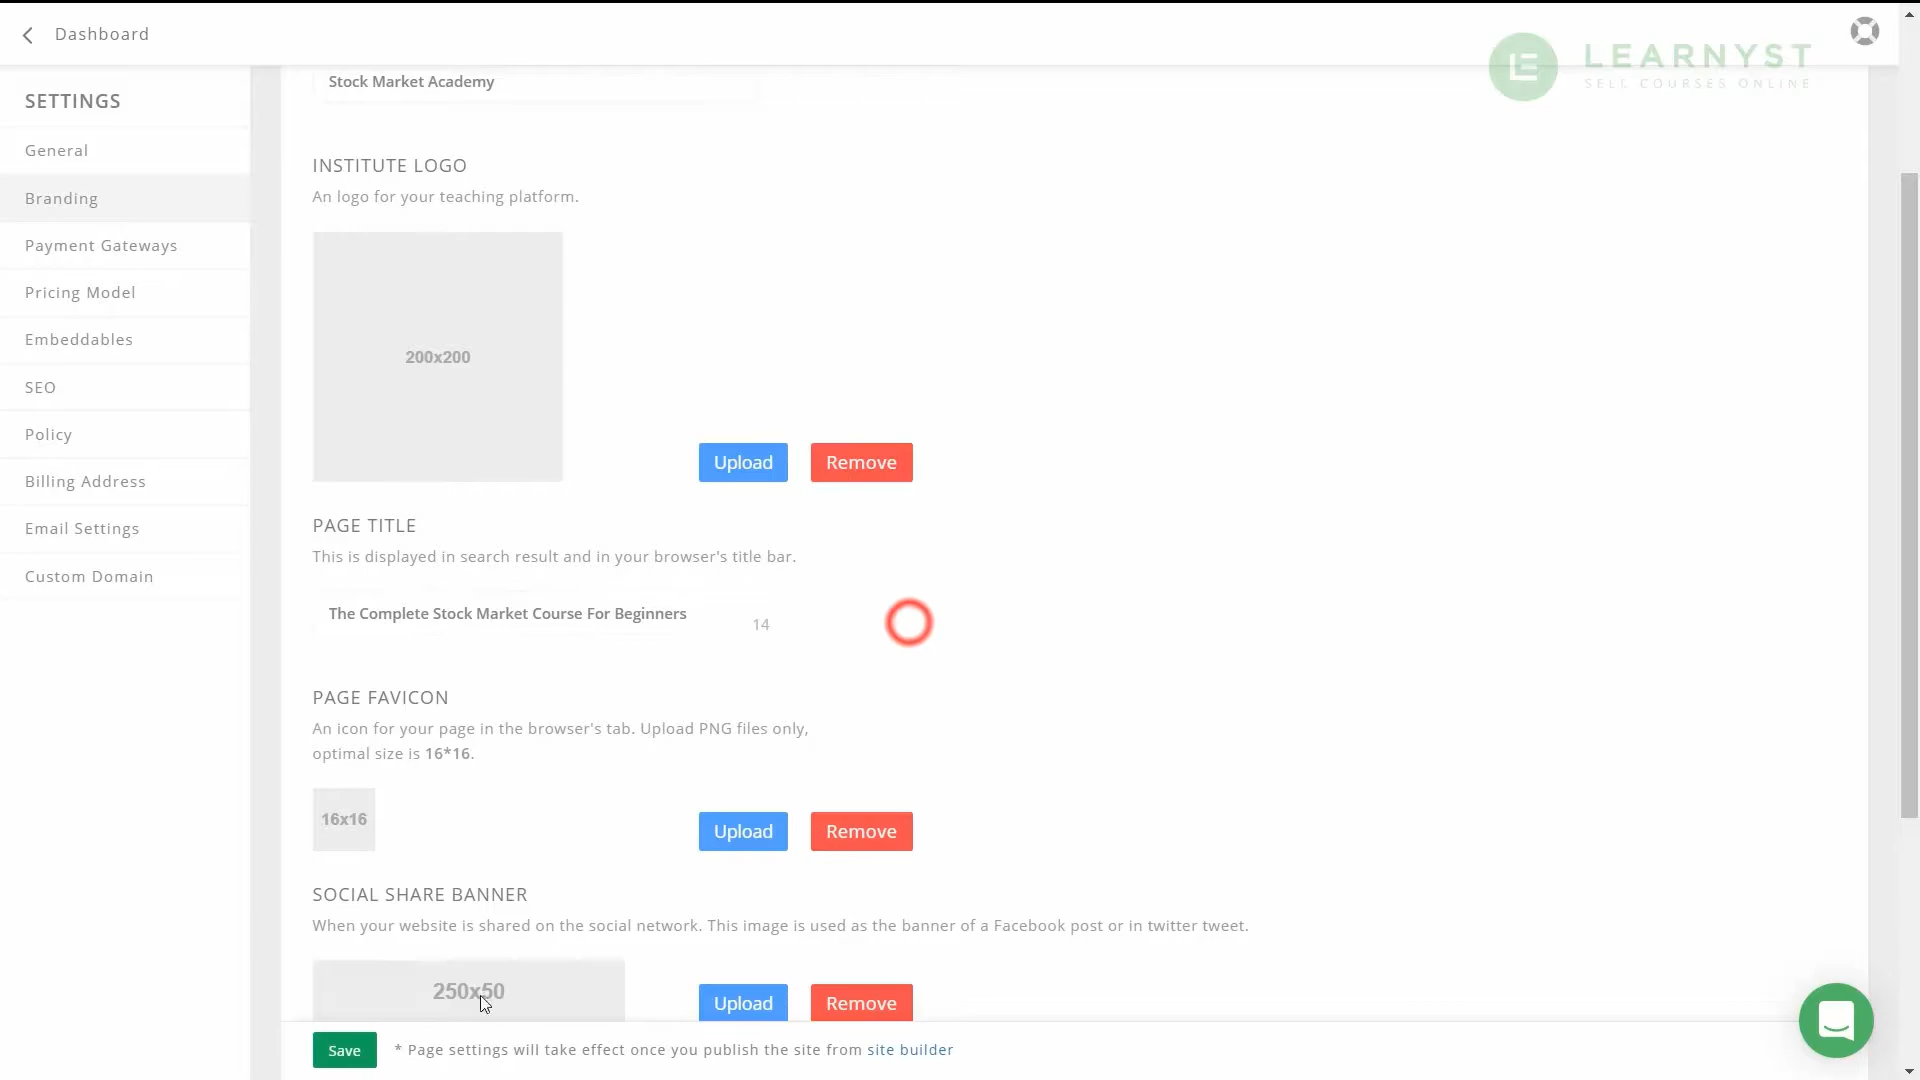 Dashboard
LEARNYST
SELL COURSES ONLINE
SETTINGS
General
Branding
Payment Gateways
Pricing Model
Embeddables
SEO
Policy
Billing Address
Email Settings
Custom Domain
Stock Market Academy
INSTITUTE LOGO
An logo for your teaching platform.
200x200
Upload Remove
PAGE TITLE
This is displayed in search result and in your browser's title bar.
The Complete Stock Market Course For Beginners 14
PAGE FAVICON
An icon for your page in the browser's tab. Upload PNG files only,
optimal size is 16*16.
16x16
Upload Remove
SOCIAL SHARE BANNER
When your website is shared on the social network. This image is used as the banner of a Facebook post or in twitter tweet.
250x50
Upload Remove
Save * Page settings will take effect once you publish the site from site builder